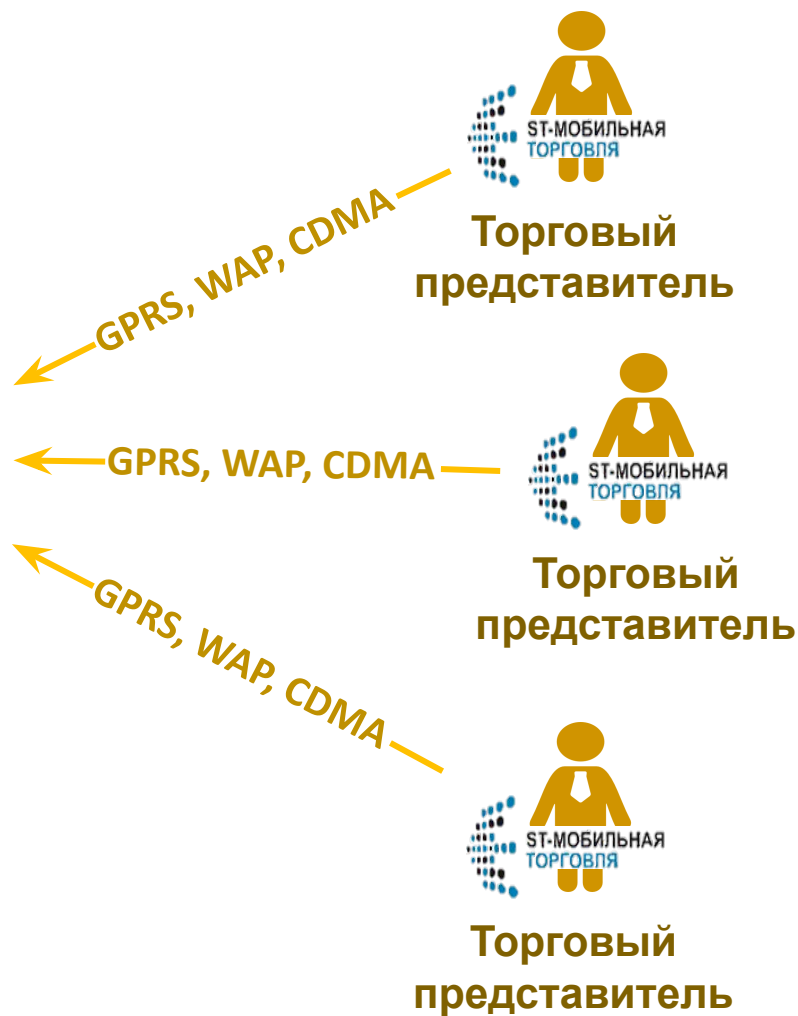 ST-МОБИЛЬНАЯ
ТОРГОВЛЯ
Торговый
представитель
GPRS, WAP, CDMA
ST-МОБИЛЬНАЯ
ТОРГОВЛЯ
GPRS, WAP, CDMA
Торговый
представитель
GPRS, WAP, CDMA
ST-МОБИЛЬНАЯ
ТОРГОВЛЯ
Торговый
представитель